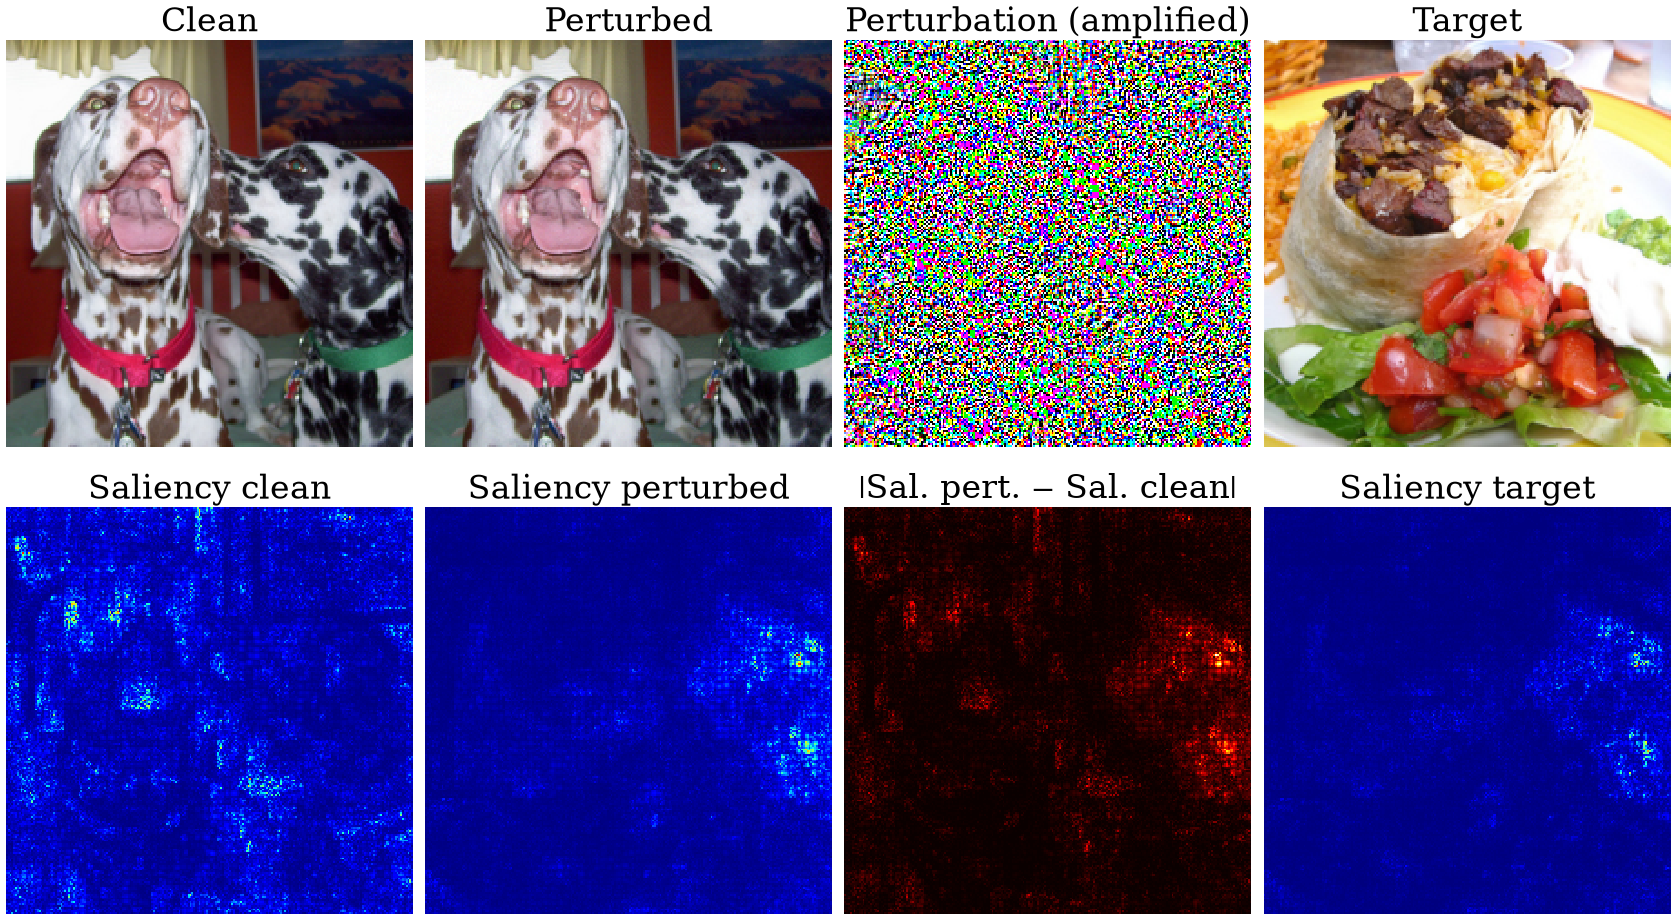 Clean
Perturbed
Perturbation (amplified)
Target
Saliency clean
Saliency perturbed
|Sal. pert. − Sal. clean|
Saliency target